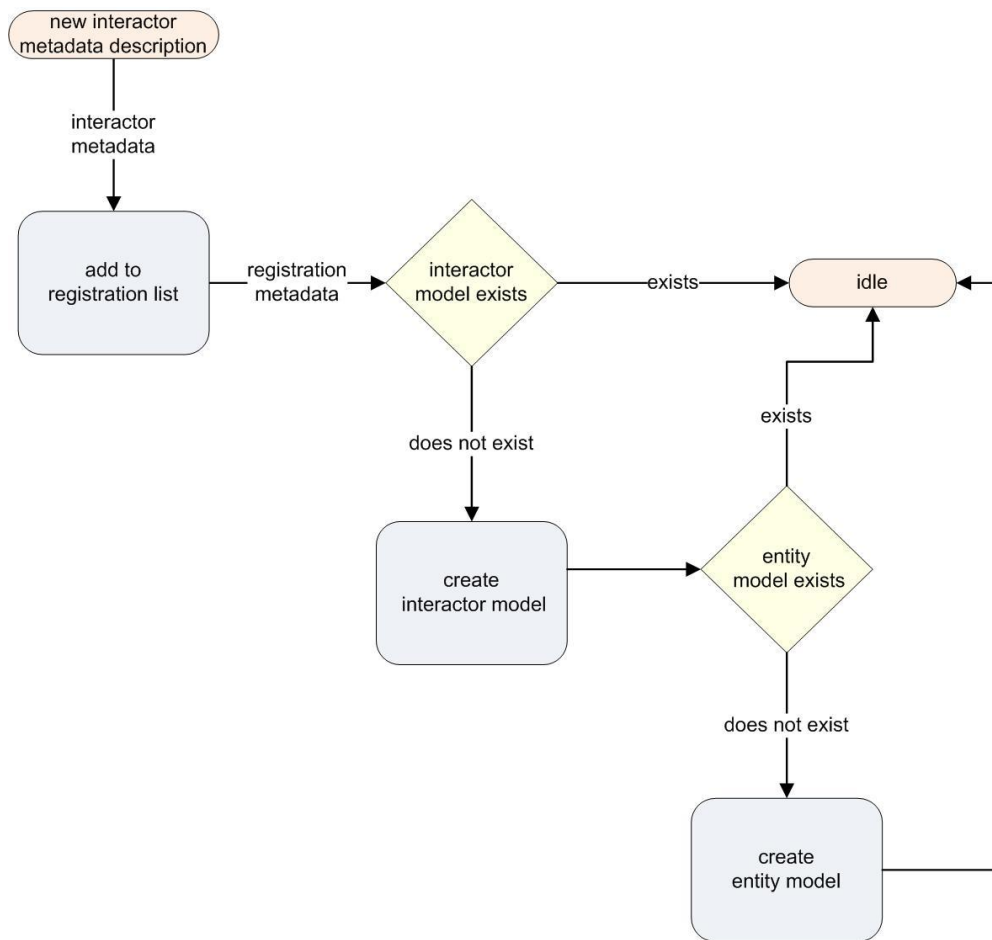 new interactor
metadata description
interactor
metadata
add to
registration list
registration
metadata
interactor
model exists
exists
idle
does not exist
exists
create
interactor model
entity
model exists
does not exist
create
entity model